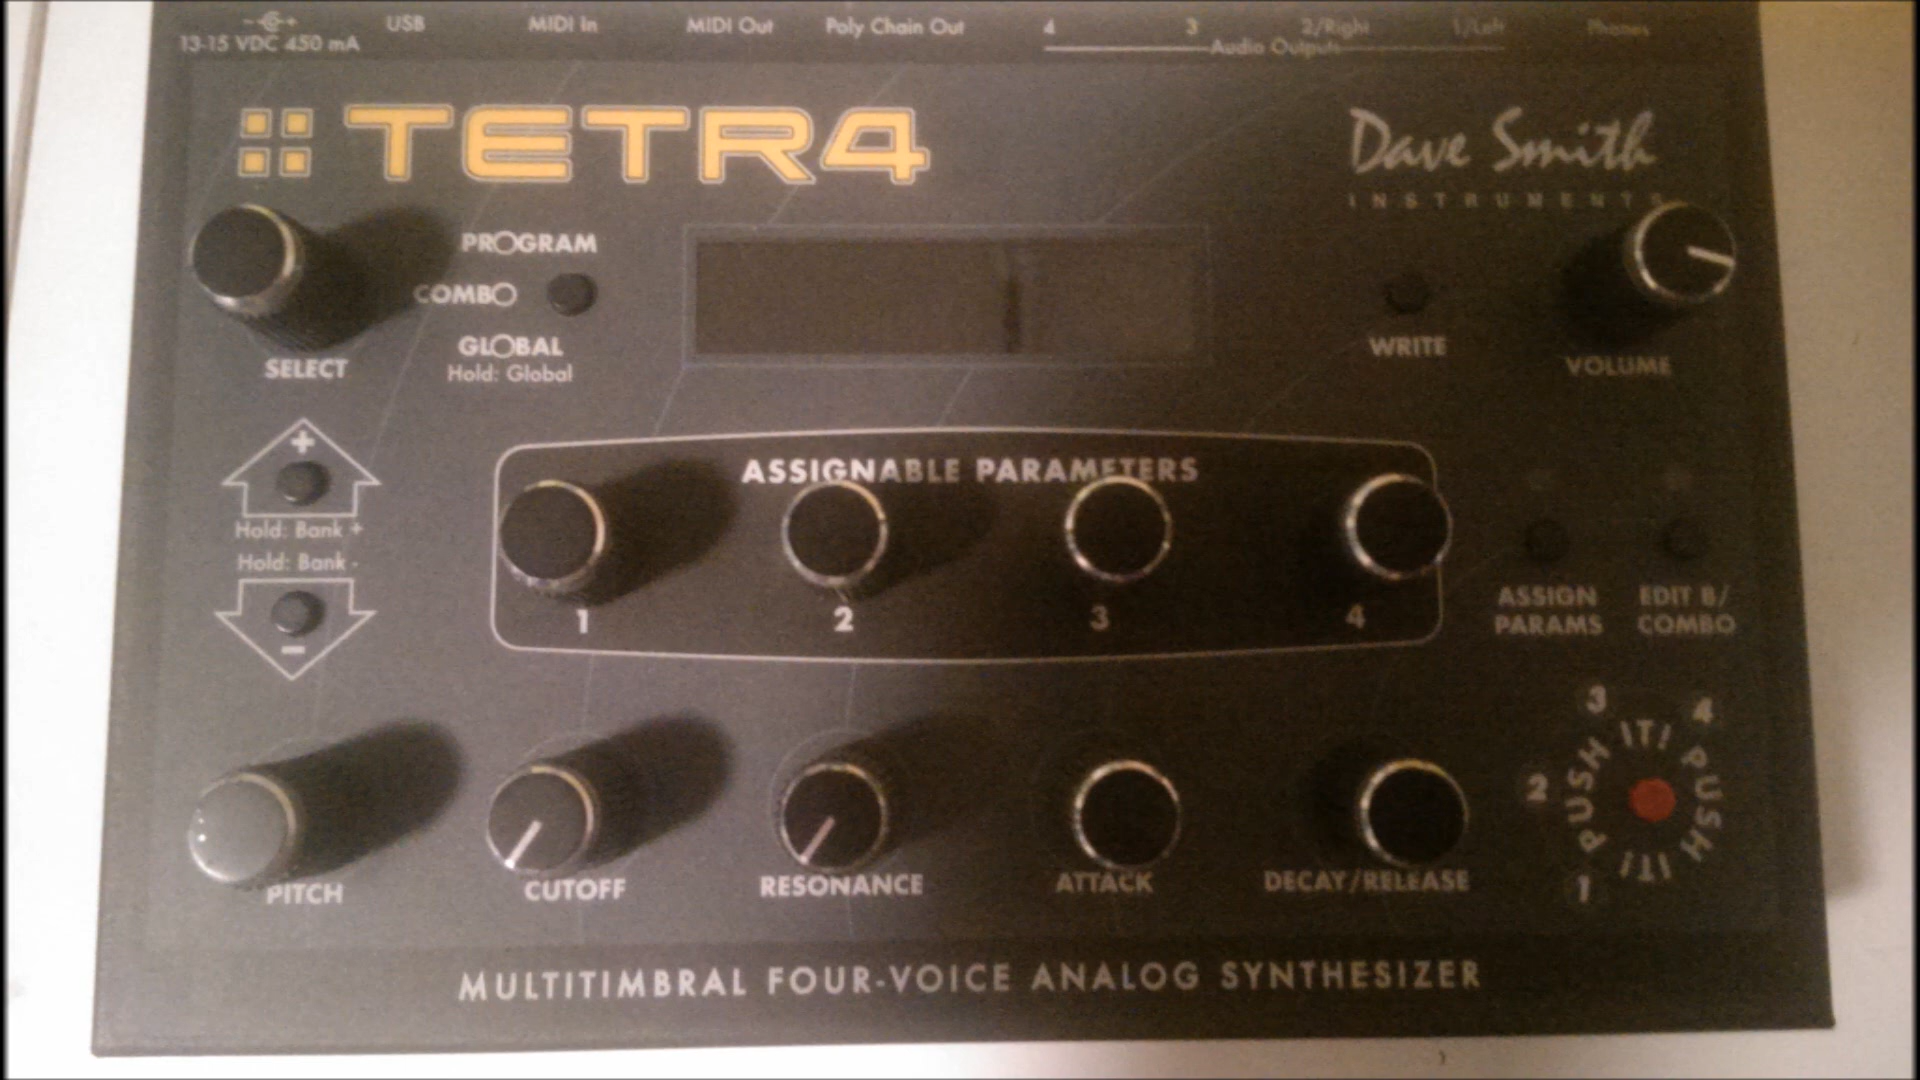 13-15 VDC 450 mA
USB
MIDI In
MIDI Out
Poly Chain Out
4
3
2/Right
1/Left
Phones
Audio Outputs
TETR4
Dave Smith
INSTRUMENTS
PROGRAM
COMBO
GLOBAL
Hold: Global
SELECT
WRITE
VOLUME
+
Hold: Bank +
Hold: Bank -
-
ASSIGNABLE PARAMETERS
1
2
3
4
ASSIGN
PARAMS
EDIT B/
COMBO
PITCH
CUTOFF
RESONANCE
ATTACK
DECAY/RELEASE
1
2
3
4
PUSH IT! PUSH IT!
MULTITIMBRAL FOUR-VOICE ANALOG SYNTHESIZER